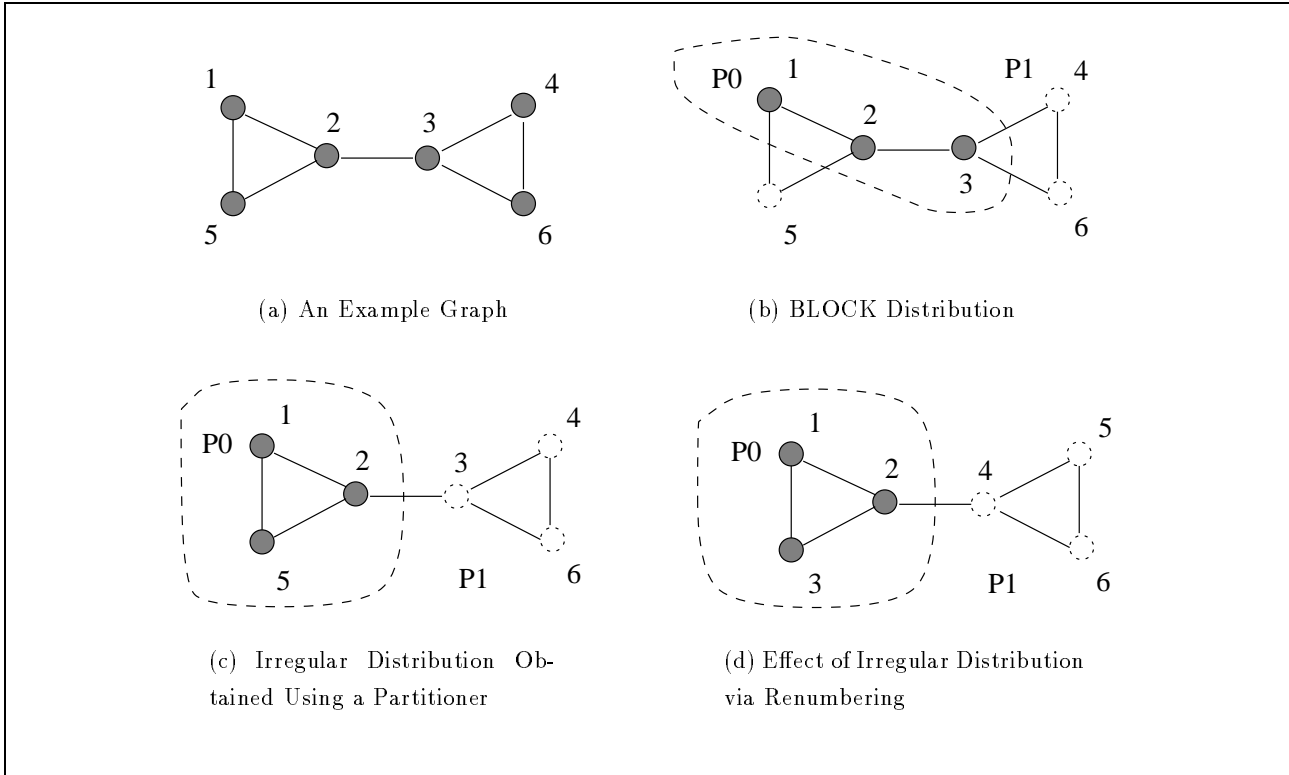 1
2
3
4
5
6
(a) An Example Graph
P0
1
2
3
P1
4
5
6
(b) BLOCK Distribution
P0
1
2
3
4
5
6
P1
(c) Irregular Distribution Ob-
tained Using a Partitioner
P0
1
2
3
4
5
6
P1
(d) Effect of Irregular Distribution
via Renumbering